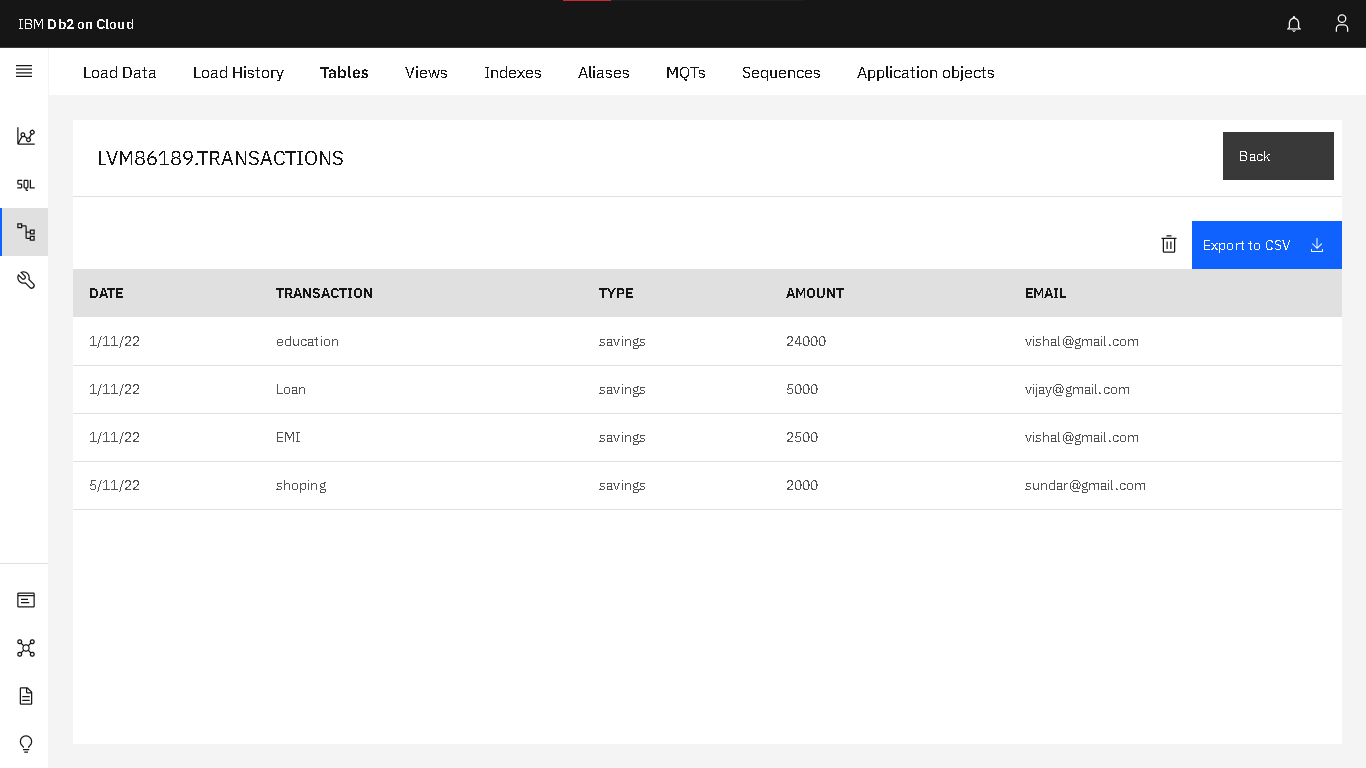 IBM Db2 on Cloud
Load Data Load History Tables Views Indexes Aliases MQTs Sequences Application objects
SQL
LVM86189.TRANSACTIONS
Back
Export to CSV
DATE TRANSACTION TYPE AMOUNT EMAIL
1/11/22 education savings 24000 vishal@gmail.com
1/11/22 Loan savings 5000 vijay@gmail.com
1/11/22 EMI savings 2500 vishal@gmail.com
5/11/22 shoping savings 2000 sundar@gmail.com